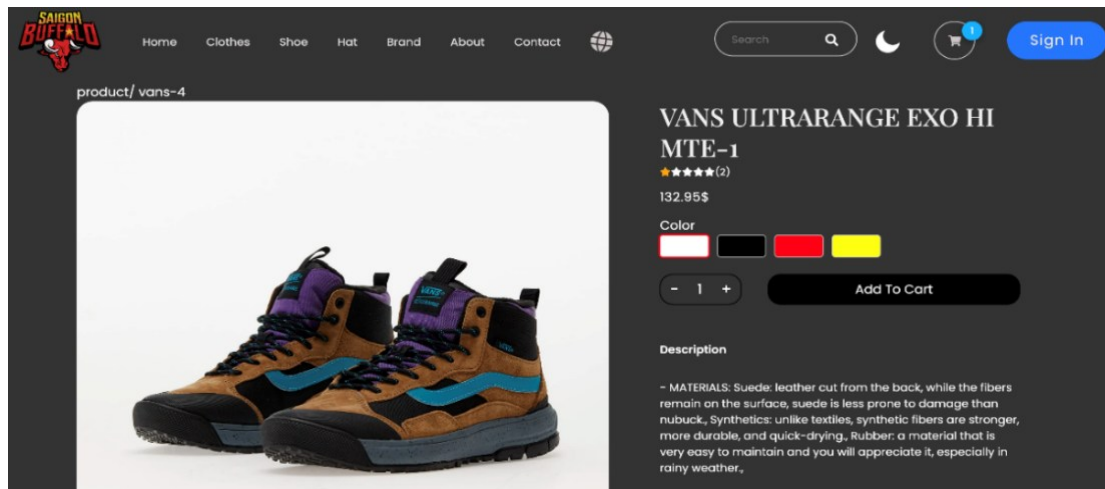 SAIGON
BUFFALO
Home Clothes Shoe Hat Brand About Contact
Search
1
Sign In
product/ vans-4
VANS ULTRARANGE EXO HI
MTE-1
(2)
132.95$
Color
- 1 +
Add To Cart
VANS
Description
- MATERIALS: Suede: leather cut from the back, while the fibers
remain on the surface, suede is less prone to damage than
nubuck., Synthetics: unlike textiles, synthetic fibers are stronger,
more durable, and quick-drying., Rubber: a material that is
very easy to maintain and you will appreciate it, especially in
rainy weather.,